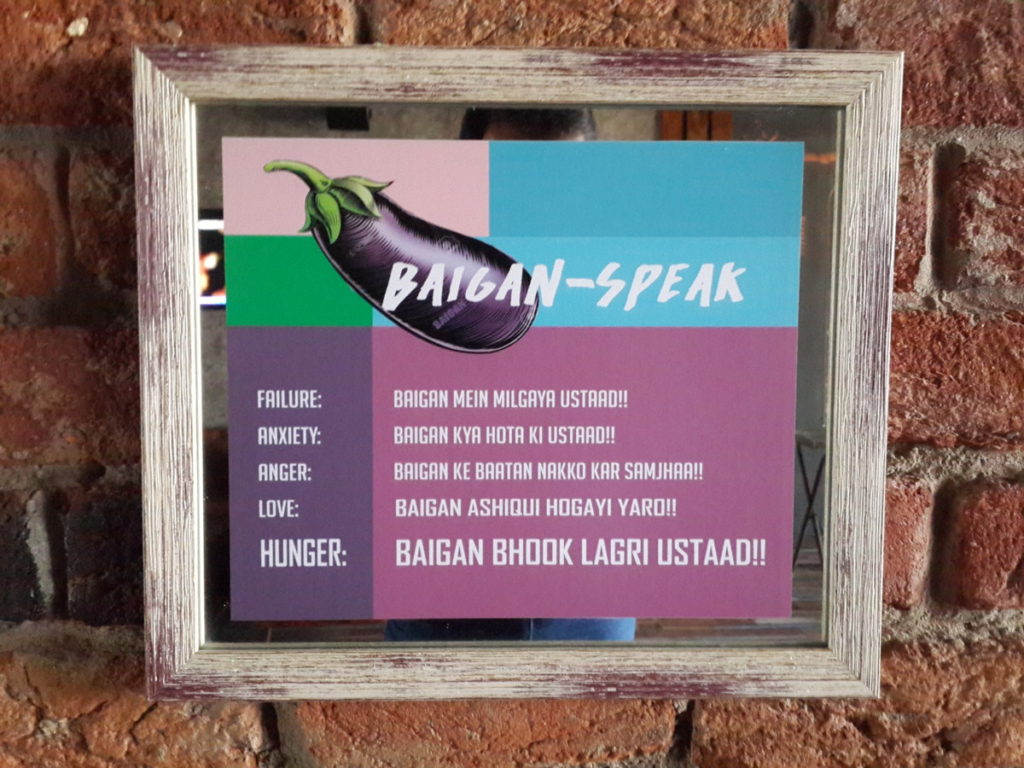 BAIGAN-SPEAK
FAILURE: BAIGAN MEIN MILGAYA USTAAD!!
ANXIETY: BAIGAN KYA HOTA KI USTAAD!!
ANGER: BAIGAN KE BAATAN NAKKO KAR SAMJHAA!!
LOVE: BAIGAN ASHIQUI HOGAYI YARO!!
HUNGER: BAIGAN BHOOK LAGRI USTAAD!!